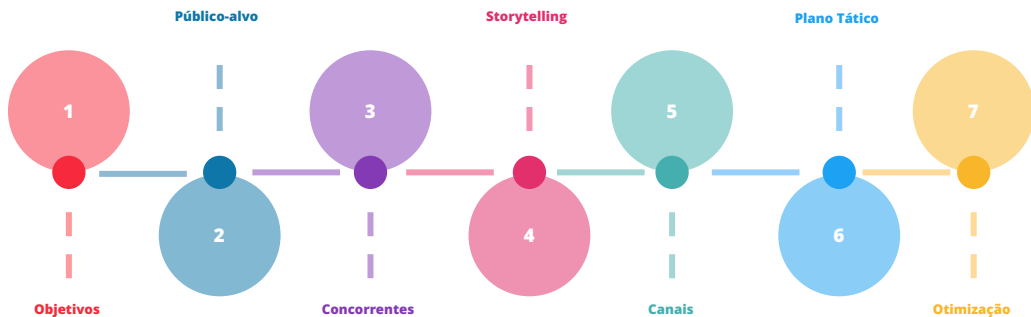 Público-alvo
Storytelling
Plano Tático
1
3
5
7
2
4
6
Objetivos
Concorrentes
Canais
Otimização